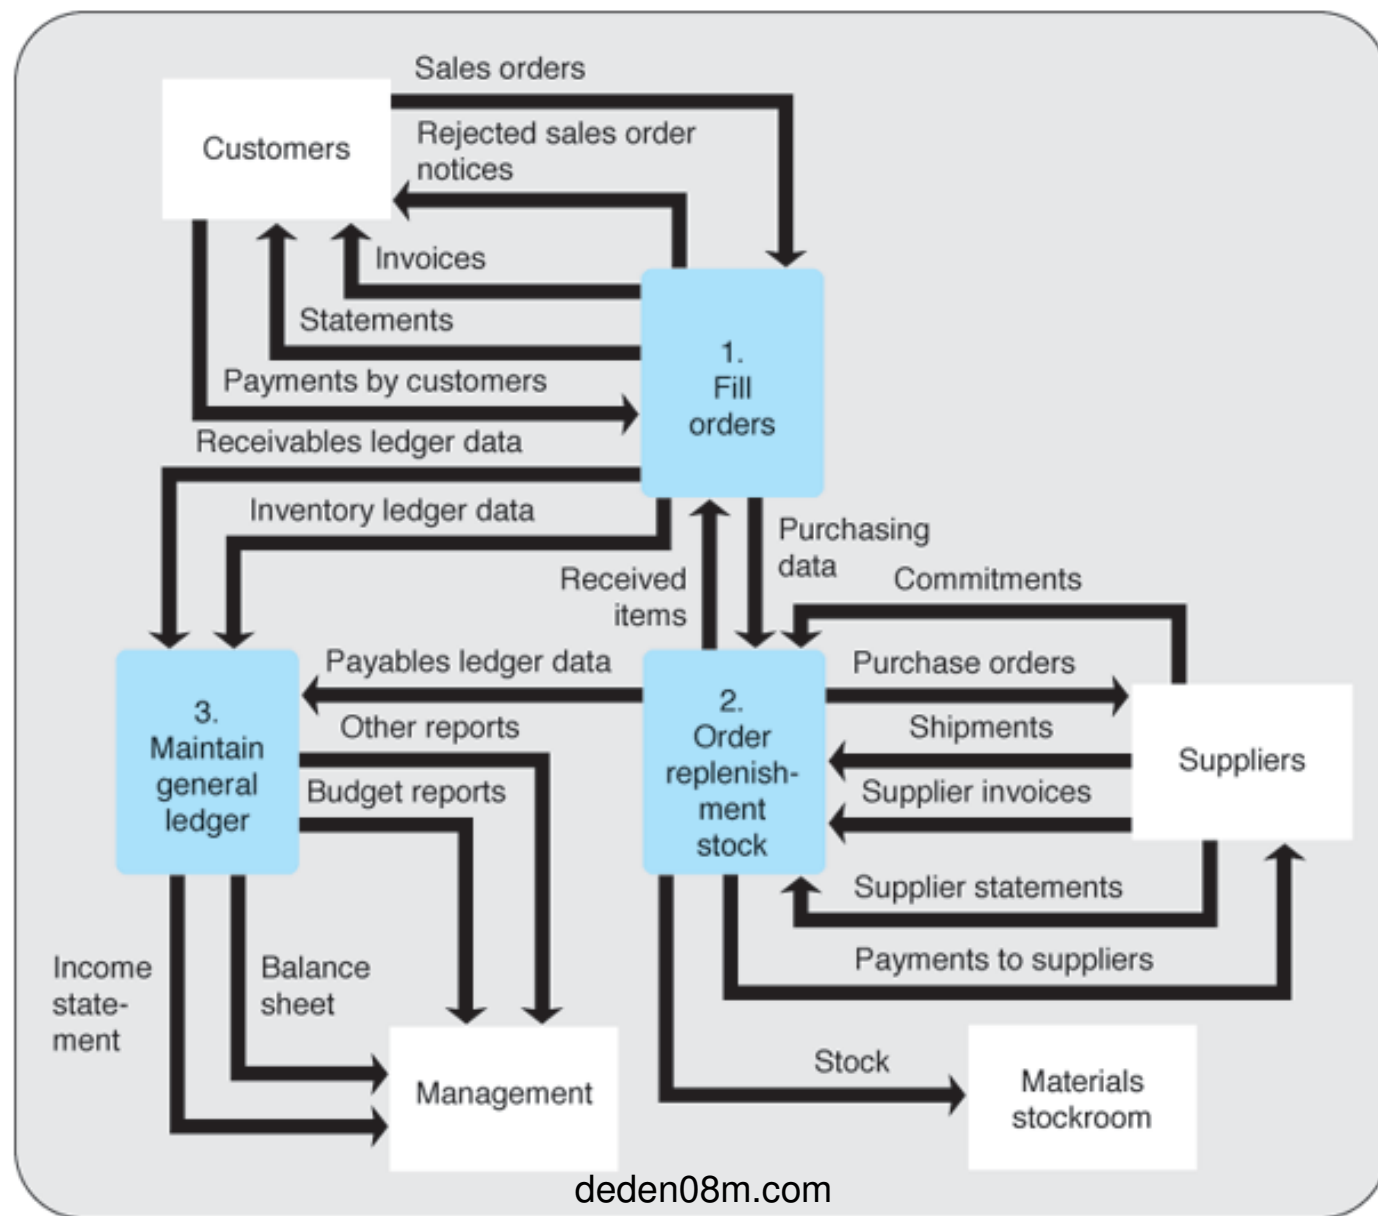 Sales orders
Customers
Rejected sales order
notices
Invoices
Statements
1.
Fill
orders
Payments by customers
Receivables ledger data
Inventory ledger data
Purchasing
data
Received
items
Commitments
Payables ledger data
Purchase orders
3.
Maintain
general
ledger
Other reports
Budget reports
2.
Order
replenish-
ment
stock
Shipments
Suppliers
Supplier invoices
Supplier statements
Payments to suppliers
Income
state-
ment
Balance
sheet
Management
Stock
Materials
stockroom
deden08m.com